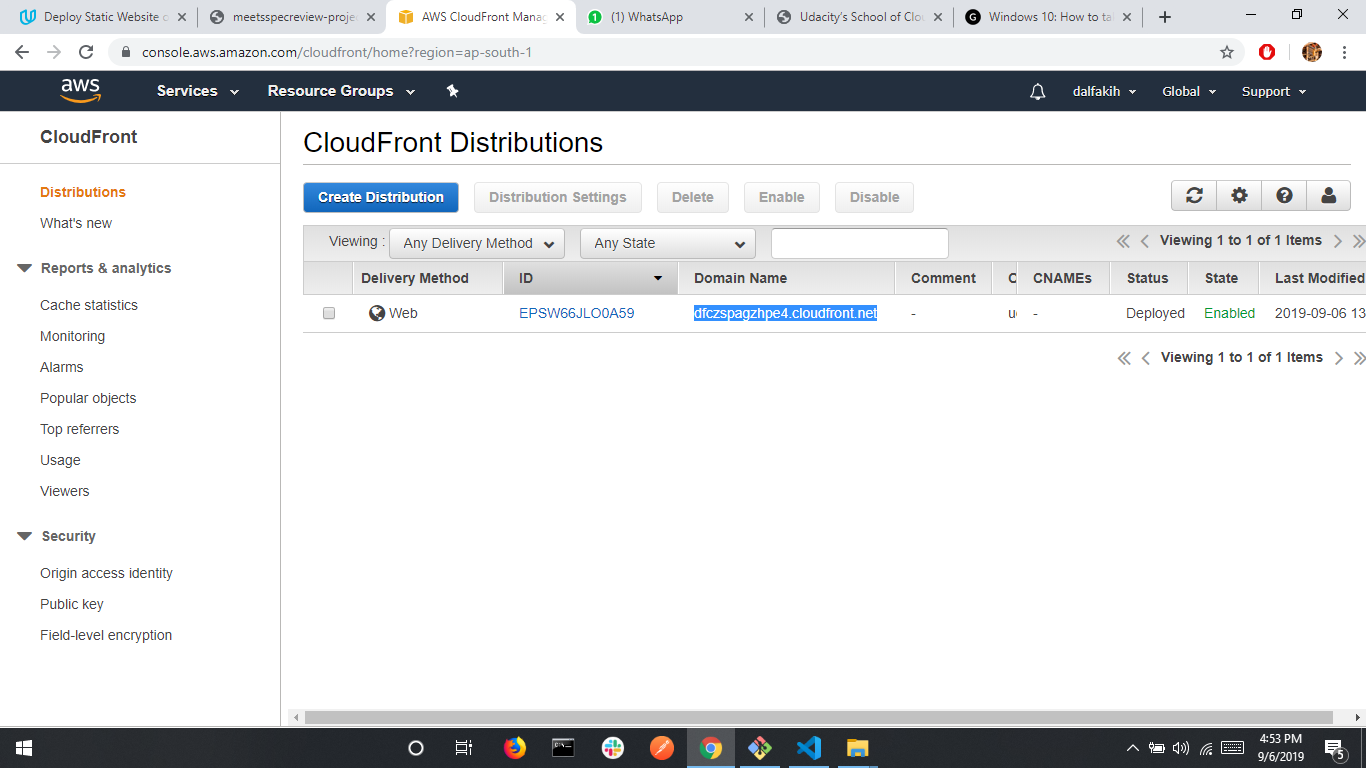 Deploy Static Website o
meetsspecreview-proje
AWS CloudFront Manag
(1) WhatsApp
Udacity's School of Clo
Windows 10: How to ta
console.aws.amazon.com/cloudfront/home?region=ap-south-1
aws Services Resource Groups dalfakih Global Support
CloudFront
Distributions
What's new
Reports & analytics
Cache statistics
Monitoring
Alarms
Popular objects
Top referrers
Usage
Viewers
Security
Origin access identity
Public key
Field-level encryption
CloudFront Distributions
Create Distribution Distribution Settings Delete Enable Disable
Viewing : Any Delivery Method Any State Viewing 1 to 1 of 1 Items
Delivery Method ID Domain Name Comment CNAMEs Status State Last Modified
Web EPSW66JLO0A59 dfczspagzhpe4.cloudfront.net - - Deployed Enabled 2019-09-06 13
Viewing 1 to 1 of 1 Items
4:53 PM
9/6/2019
5